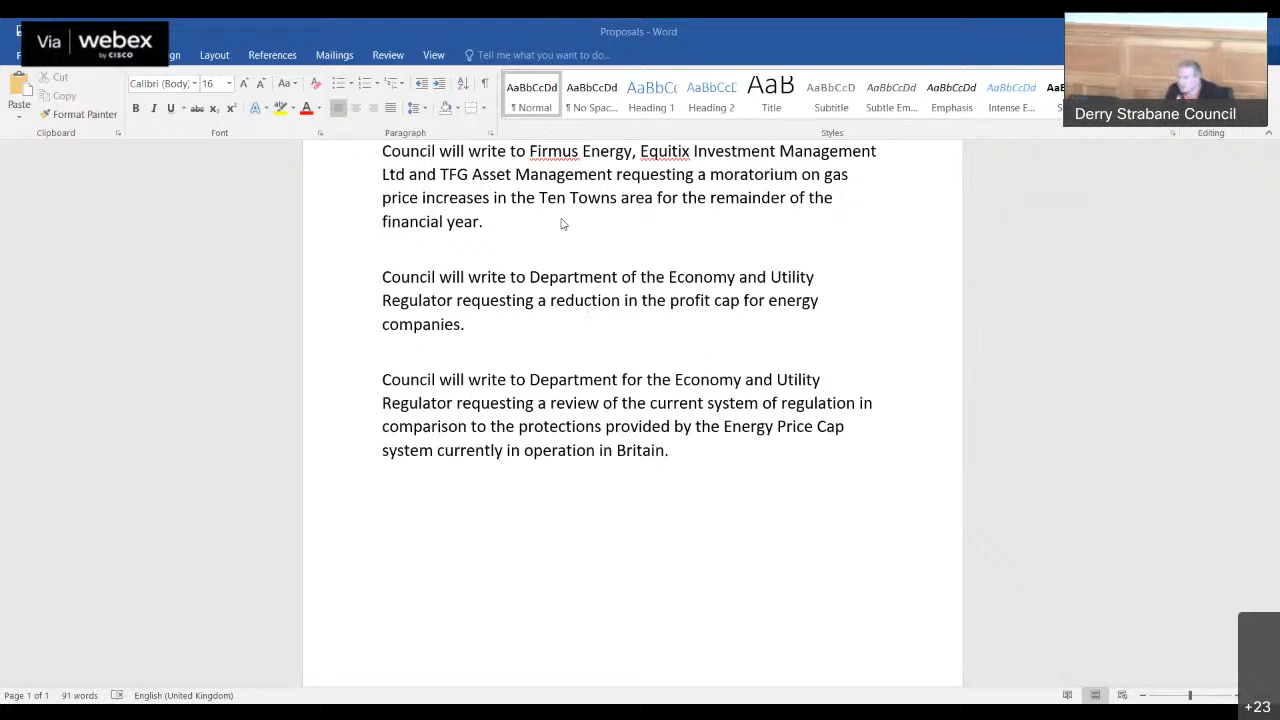 Via webex
by CISCO
Proposals - Word
gn Layout References Mailings Review View Tell me what you want to do...
Cut
Copy
Format Painter
Paste
Clipboard
Calibri (Body) 16
Paragraph
AaBbCcDd AaBbCcDd AaBbCc AaBbCcE AaB AaBbCcD AaBbCcDd AaBbCcDd AaBbCcDd
¶ Normal ¶ No Spac... Heading 1 Heading 2 Title Subtitle Subtle Em... Emphasis Intense E...
Styles
Editing
Derry Strabane Council
Council will write to Firmus Energy, Equitix Investment Management
Ltd and TFG Asset Management requesting a moratorium on gas
price increases in the Ten Towns area for the remainder of the
financial year.
Council will write to Department of the Economy and Utility
Regulator requesting a reduction in the profit cap for energy
companies.
Council will write to Department for the Economy and Utility
Regulator requesting a review of the current system of regulation in
comparison to the protections provided by the Energy Price Cap
system currently in operation in Britain.
Page 1 of 1 91 words English (United Kingdom)
+23